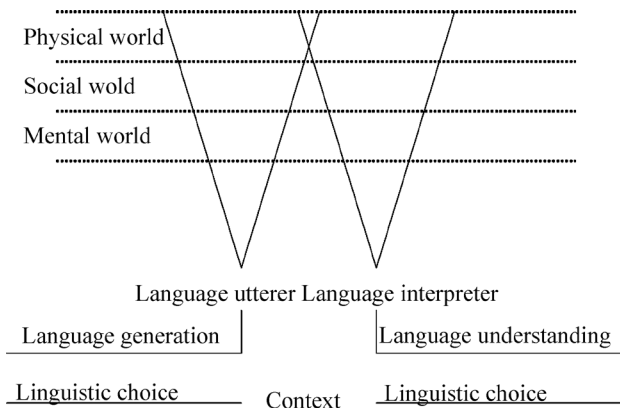 Physical world
Social wold
Mental world
Language utterer Language interpreter
Language generation Language understanding
Linguistic choice Context Linguistic choice